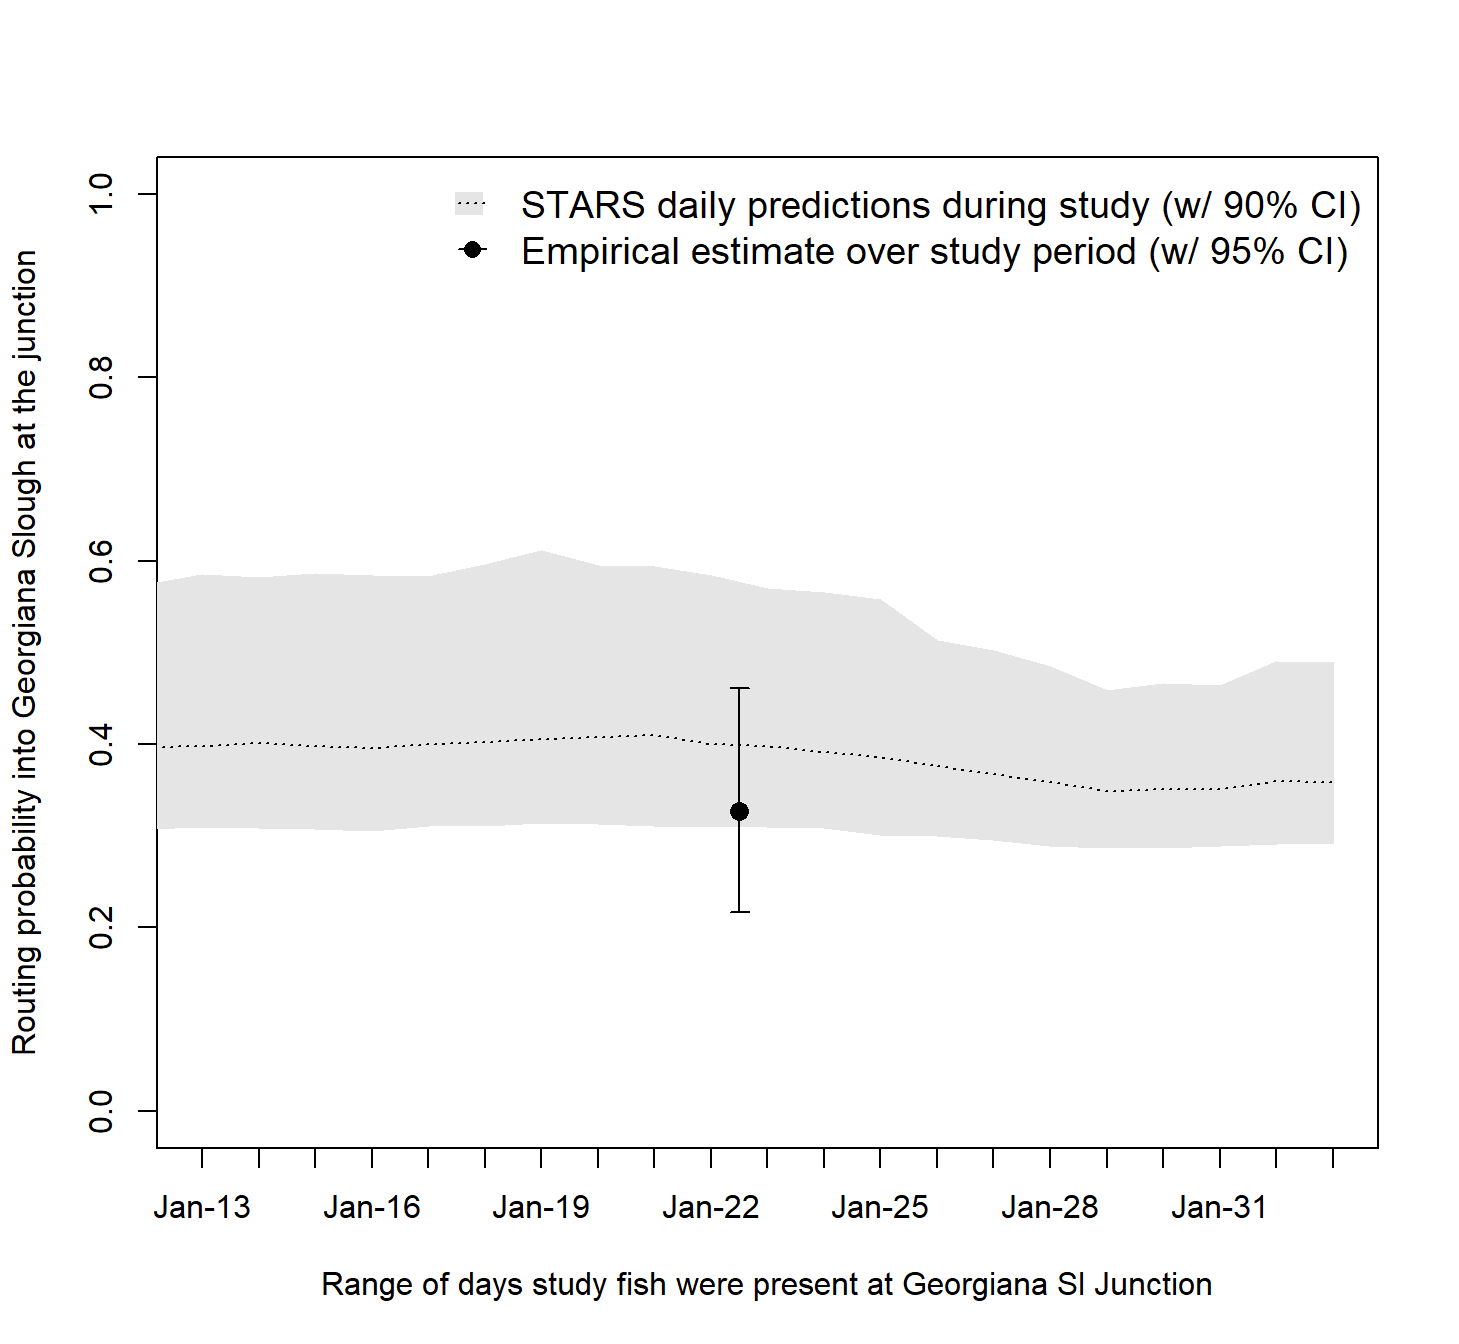 STARS daily predictions during study (w/ 90% CI)
Empirical estimate over study period (w/ 95% CI)
Routing probability into Georgiana Slough at the junction
1.0
0.8
0.6
0.4
0.2
0.0
Jan-13 Jan-16 Jan-19 Jan-22 Jan-25 Jan-28 Jan-31
Range of days study fish were present at Georgiana Sl Junction